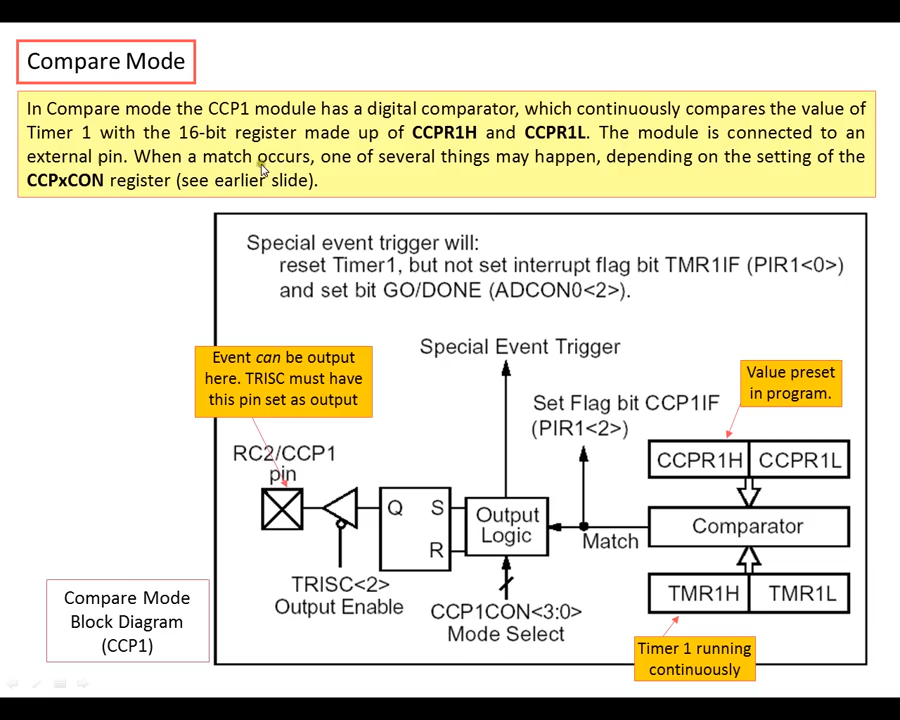 Compare Mode
In Compare mode the CCP1 module has a digital comparator, which continuously compares the value of
Timer 1 with the 16-bit register made up of CCPR1H and CCPR1L. The module is connected to an
external pin. When a match occurs, one of several things may happen, depending on the setting of the
CCPxCON register (see earlier slide).
Special event trigger will:
reset Timer1, but not set interrupt flag bit TMR1IF (PIR1<0>)
and set bit GO/DONE (ADCON0<2>).
Special Event Trigger
Event can be output
here. TRISC must have
this pin set as output
Value preset
in program.
Set Flag bit CCP1IF
(PIR1<2>)
RC2/CCP1
pin
CCPR1H CCPR1L
Q S
R
Output
Logic
Match
Comparator
TRISC<2>
Output Enable
CCP1CON<3:0>
Mode Select
TMR1H TMR1L
Timer 1 running
continuously
Compare Mode
Block Diagram
(CCP1)